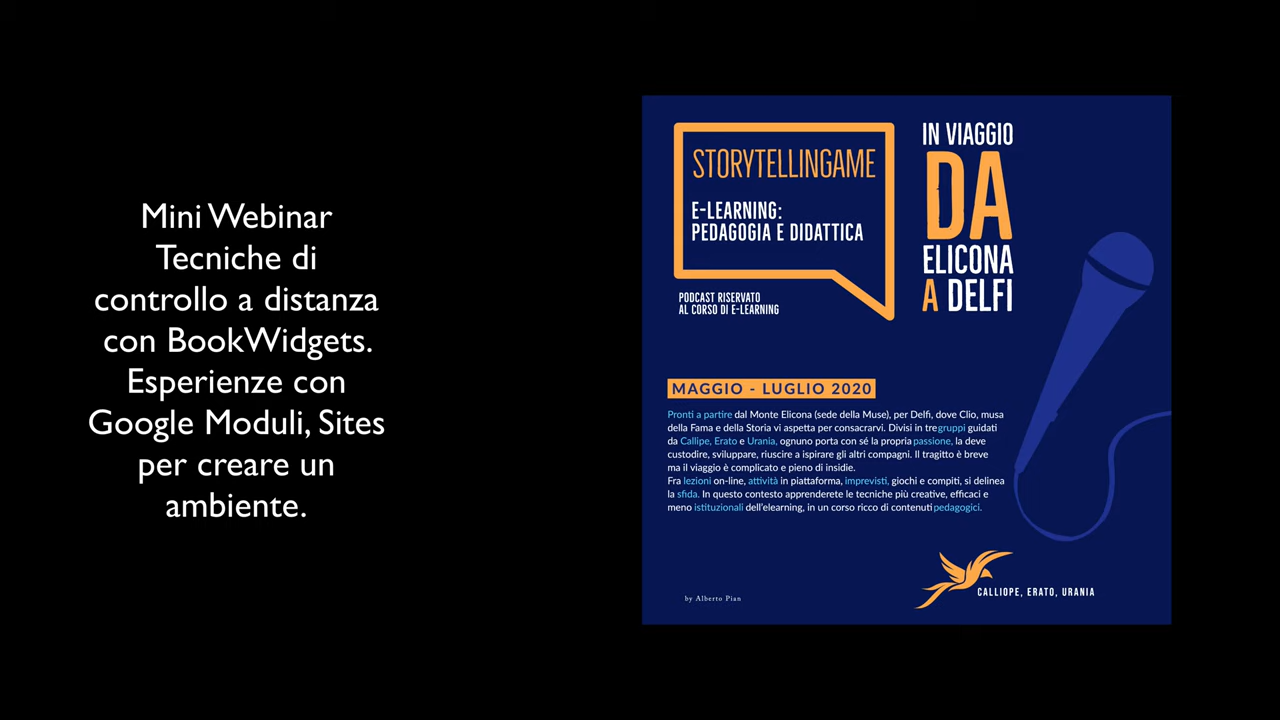 Mini Webinar
Tecniche di
controllo a distanza
con BookWidgets.
Esperienze con
Google Moduli, Sites
per creare un
ambiente.
STORYTELLINGAME
E-LEARNING:
PEDAGOGIA E DIDATTICA
PODCAST RISERVATO
AL CORSO DI E-LEARNING
IN VIAGGIO
DA
ELICONA
A DELFI
MAGGIO - LUGLIO 2020
Pronti a partire dal Monte Elicona (sede della Muse), per Delfi, dove Clio, musa
della Fama e della Storia vi aspetta per consacrarvi. Divisi in tre gruppi guidati
da Callipe, Erato e Urania, ognuno porta con sé la propria passione, la deve
custodire, sviluppare, riuscire a ispirare gli altri compagni. Il tragitto è breve
ma il viaggio è complicato e pieno di insidie.
Fra lezioni on-line, attività in piattaforma, imprevisti, giochi e compiti, si delinea
la sfida. In questo contesto apprenderete le tecniche più creative, efficaci e
meno istituzionali dell'elearning, in un corso ricco di contenuti pedagogici.
by Alberto Pian
CALLIOPE, ERATO, URANIA